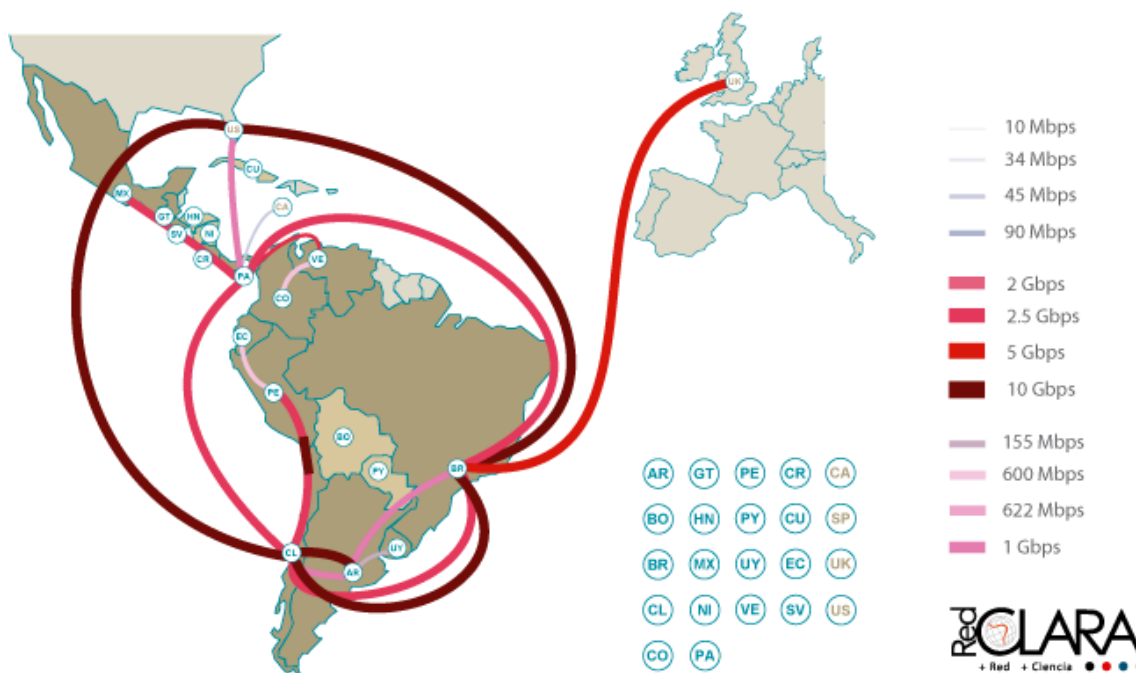 UK
US
CU
MX
CA
GT
HN
SV
NI
CR
VE
PA
CO
EC
PE
BO
PY
BR
UY
CL
AR
10 Mbps
34 Mbps
45 Mbps
90 Mbps
2 Gbps
2.5 Gbps
5 Gbps
10 Gbps
155 Mbps
600 Mbps
622 Mbps
1 Gbps
AR GT PE CR CA
BO HN PY CU SP
BR MX UY EC UK
CL NI VE SV US
CO PA
Red CLARA
+ Red + Ciencia